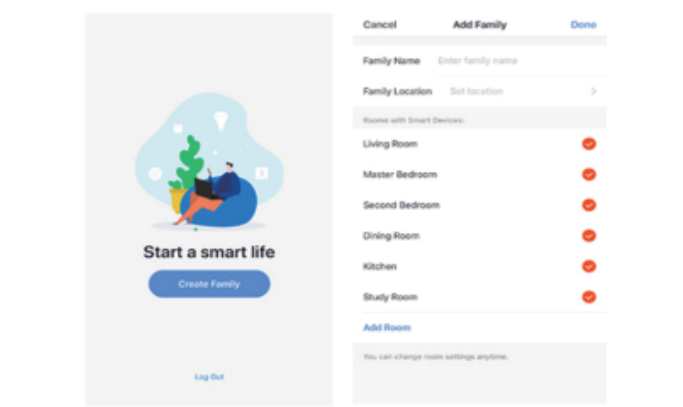 Start a smart life
Create Family
Log Out
Cancel Add Family Done
Family Name Enter family name
Family Location Set location
Rooms with Smart Devices:
Living Room
Master Bedroom
Second Bedroom
Dining Room
Kitchen
Study Room
Add Room
You can change room settings anytime.